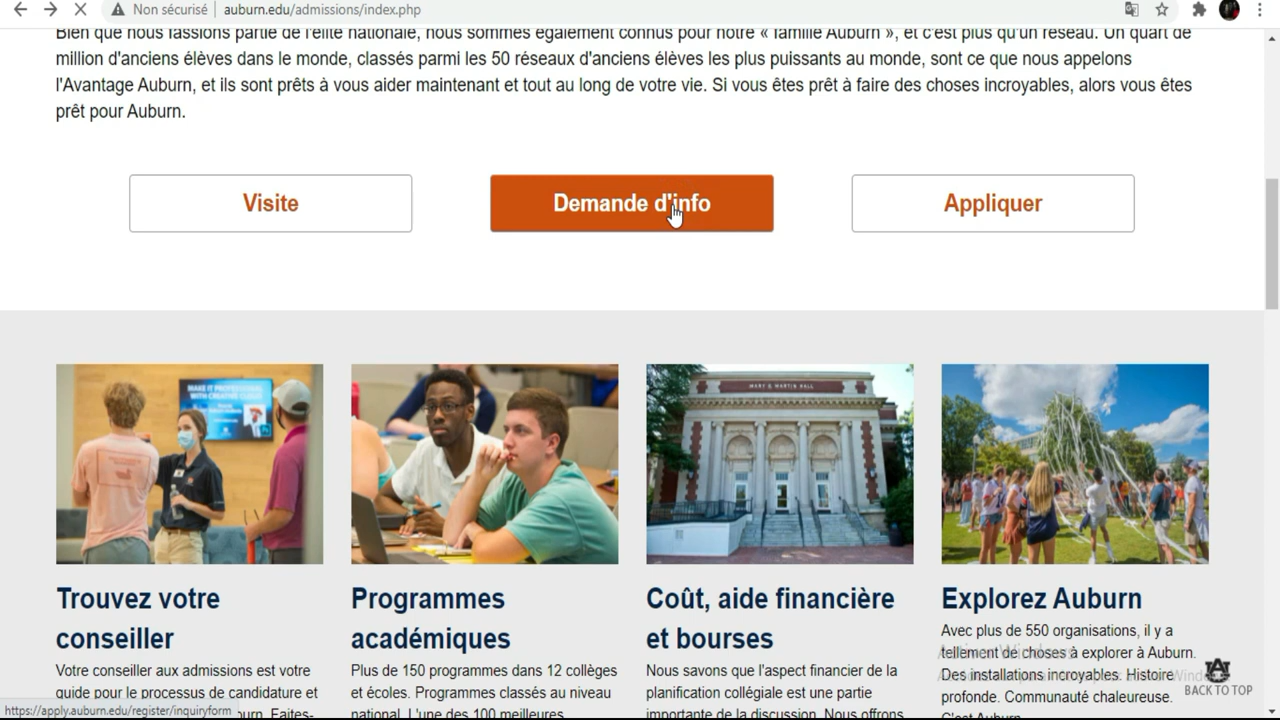 Non sécurisé
auburn.edu/admissions/index.php
Bien que nous fassions partie de l'élite nationale, nous sommes également connus pour notre « famille Auburn », et c'est plus qu'un réseau. Un quart de
million d'anciens élèves dans le monde, classés parmi les 50 réseaux d'anciens élèves les plus puissants au monde, sont ce que nous appelons
l'Avantage Auburn, et ils sont prêts à vous aider maintenant et tout au long de votre vie. Si vous êtes prêt à faire des choses incroyables, alors vous êtes
prêt pour Auburn.
Visite
Demande d'info
Appliquer
MAKE IT PROFESSIONAL
WITH CREATIVE CLOUD
MARY E MARTIN HALL
Trouvez votre
conseiller
Votre conseiller aux admissions est votre
guide pour le processus de candidature et
Programmes
académiques
Plus de 150 programmes dans 12 collèges
et écoles. Programmes classés au niveau
national. L'une des 100 meilleures
Coût, aide financière
et bourses
Nous savons que l'aspect financier de la
planification collégiale est une partie
importante de la discussion. Nous offrons
Explorez Auburn
Avec plus de 550 organisations, il y a
tellement de choses à explorer à Auburn.
Des installations incroyables. Histoire
profonde. Communauté chaleureuse.
C'est Auburn
BACK TO TOP
https://apply.auburn.edu/register/inquiryform